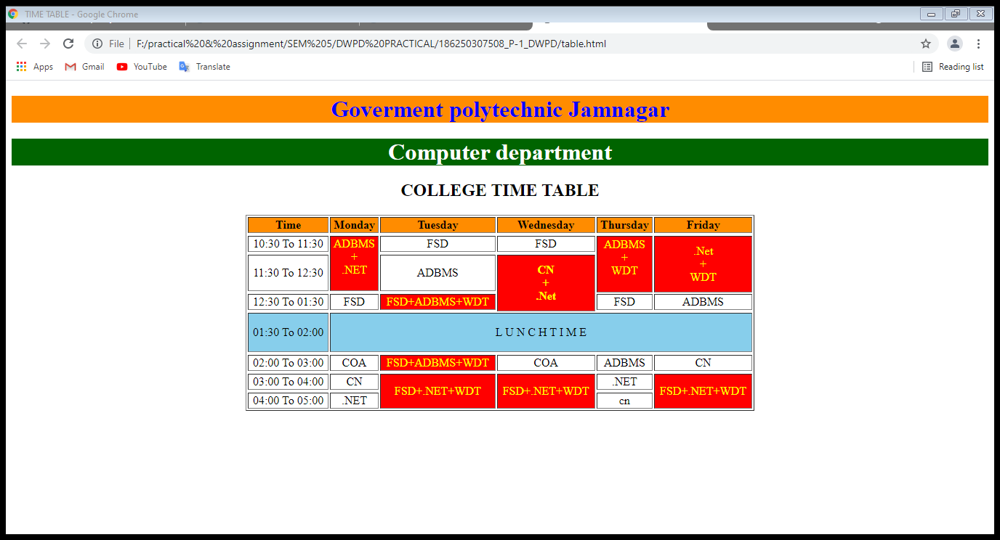 TIME TABLE - Google Chrome
File F:/practical%20&%20assignment/SEM%205/DWPD%20PRACTICAL/186250307508_P-1_DWPD/table.html
Apps Gmail YouTube Translate Reading list
Goverment polytechnic Jamnagar
Computer department
COLLEGE TIME TABLE
Time Monday Tuesday Wednesday Thursday Friday
10:30 To 11:30 ADBMS FSD FSD ADBMS .Net
+ + +
.NET WDT WDT
11:30 To 12:30 ADBMS CN
+
.Net
12:30 To 01:30 FSD FSD+ADBMS+WDT FSD ADBMS
01:30 To 02:00 L U N C H T I M E
02:00 To 03:00 COA FSD+ADBMS+WDT COA ADBMS CN
03:00 To 04:00 CN FSD+.NET+WDT FSD+.NET+WDT .NET FSD+.NET+WDT
04:00 To 05:00 .NET cn